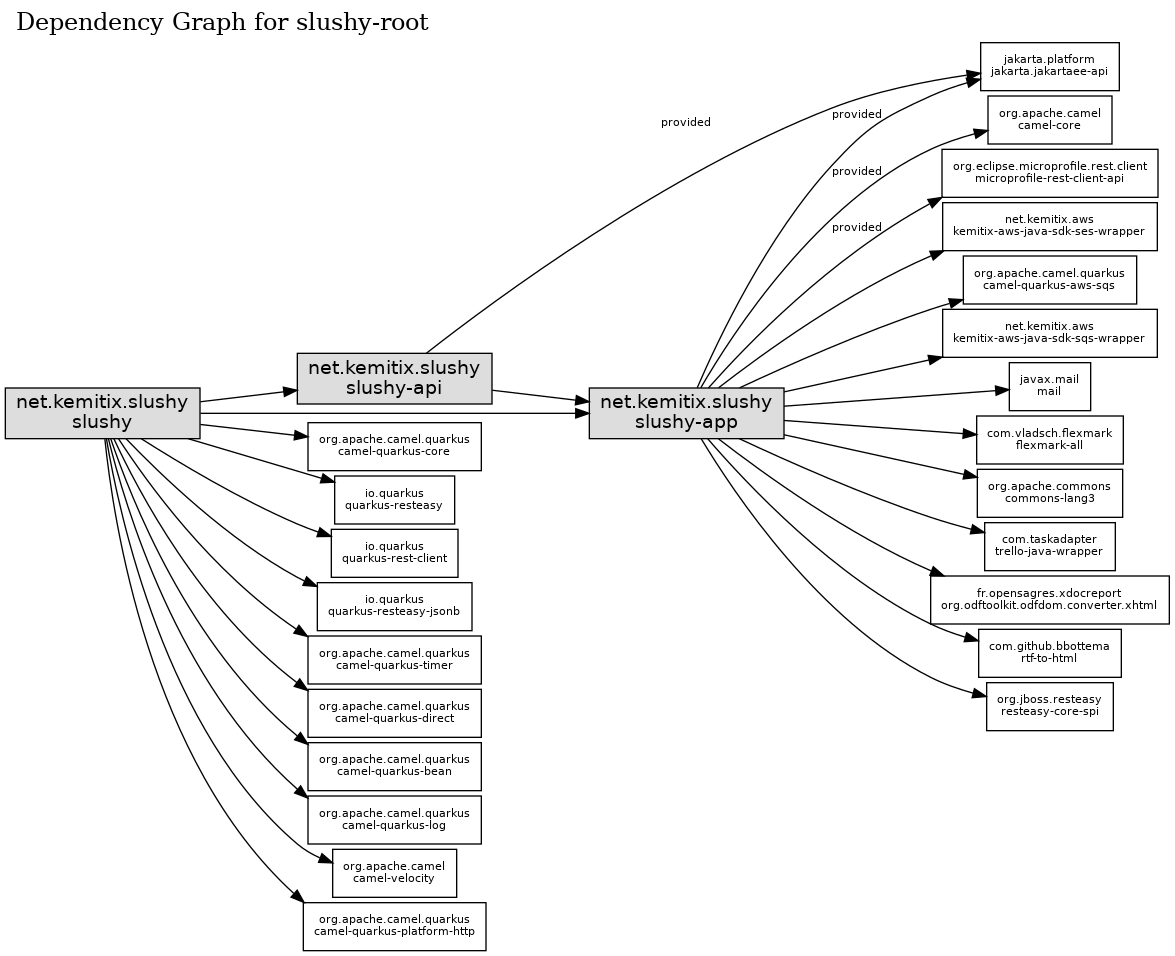 Dependency Graph for slushy-root
net.kemitix.slushy
slushy
net.kemitix.slushy
slushy-api
org.apache.camel.quarkus
camel-quarkus-core
io.quarkus
quarkus-resteasy
io.quarkus
quarkus-rest-client
io.quarkus
quarkus-resteasy-jsonb
org.apache.camel.quarkus
camel-quarkus-timer
org.apache.camel.quarkus
camel-quarkus-direct
org.apache.camel.quarkus
camel-quarkus-bean
org.apache.camel.quarkus
camel-quarkus-log
org.apache.camel
camel-velocity
org.apache.camel.quarkus
camel-quarkus-platform-http
net.kemitix.slushy
slushy-app
provided
provided
provided
provided
jakarta.platform
jakarta.jakartaee-api
org.apache.camel
camel-core
org.eclipse.microprofile.rest.client
microprofile-rest-client-api
net.kemitix.aws
kemitix-aws-java-sdk-ses-wrapper
org.apache.camel.quarkus
camel-quarkus-aws-sqs
net.kemitix.aws
kemitix-aws-java-sdk-sqs-wrapper
javax.mail
mail
com.vladsch.flexmark
flexmark-all
org.apache.commons
commons-lang3
com.taskadapter
trello-java-wrapper
fr.opensagres.xdocreport
org.odftoolkit.odfdom.converter.xhtml
com.github.bbottema
rtf-to-html
org.jboss.resteasy
resteasy-core-spi